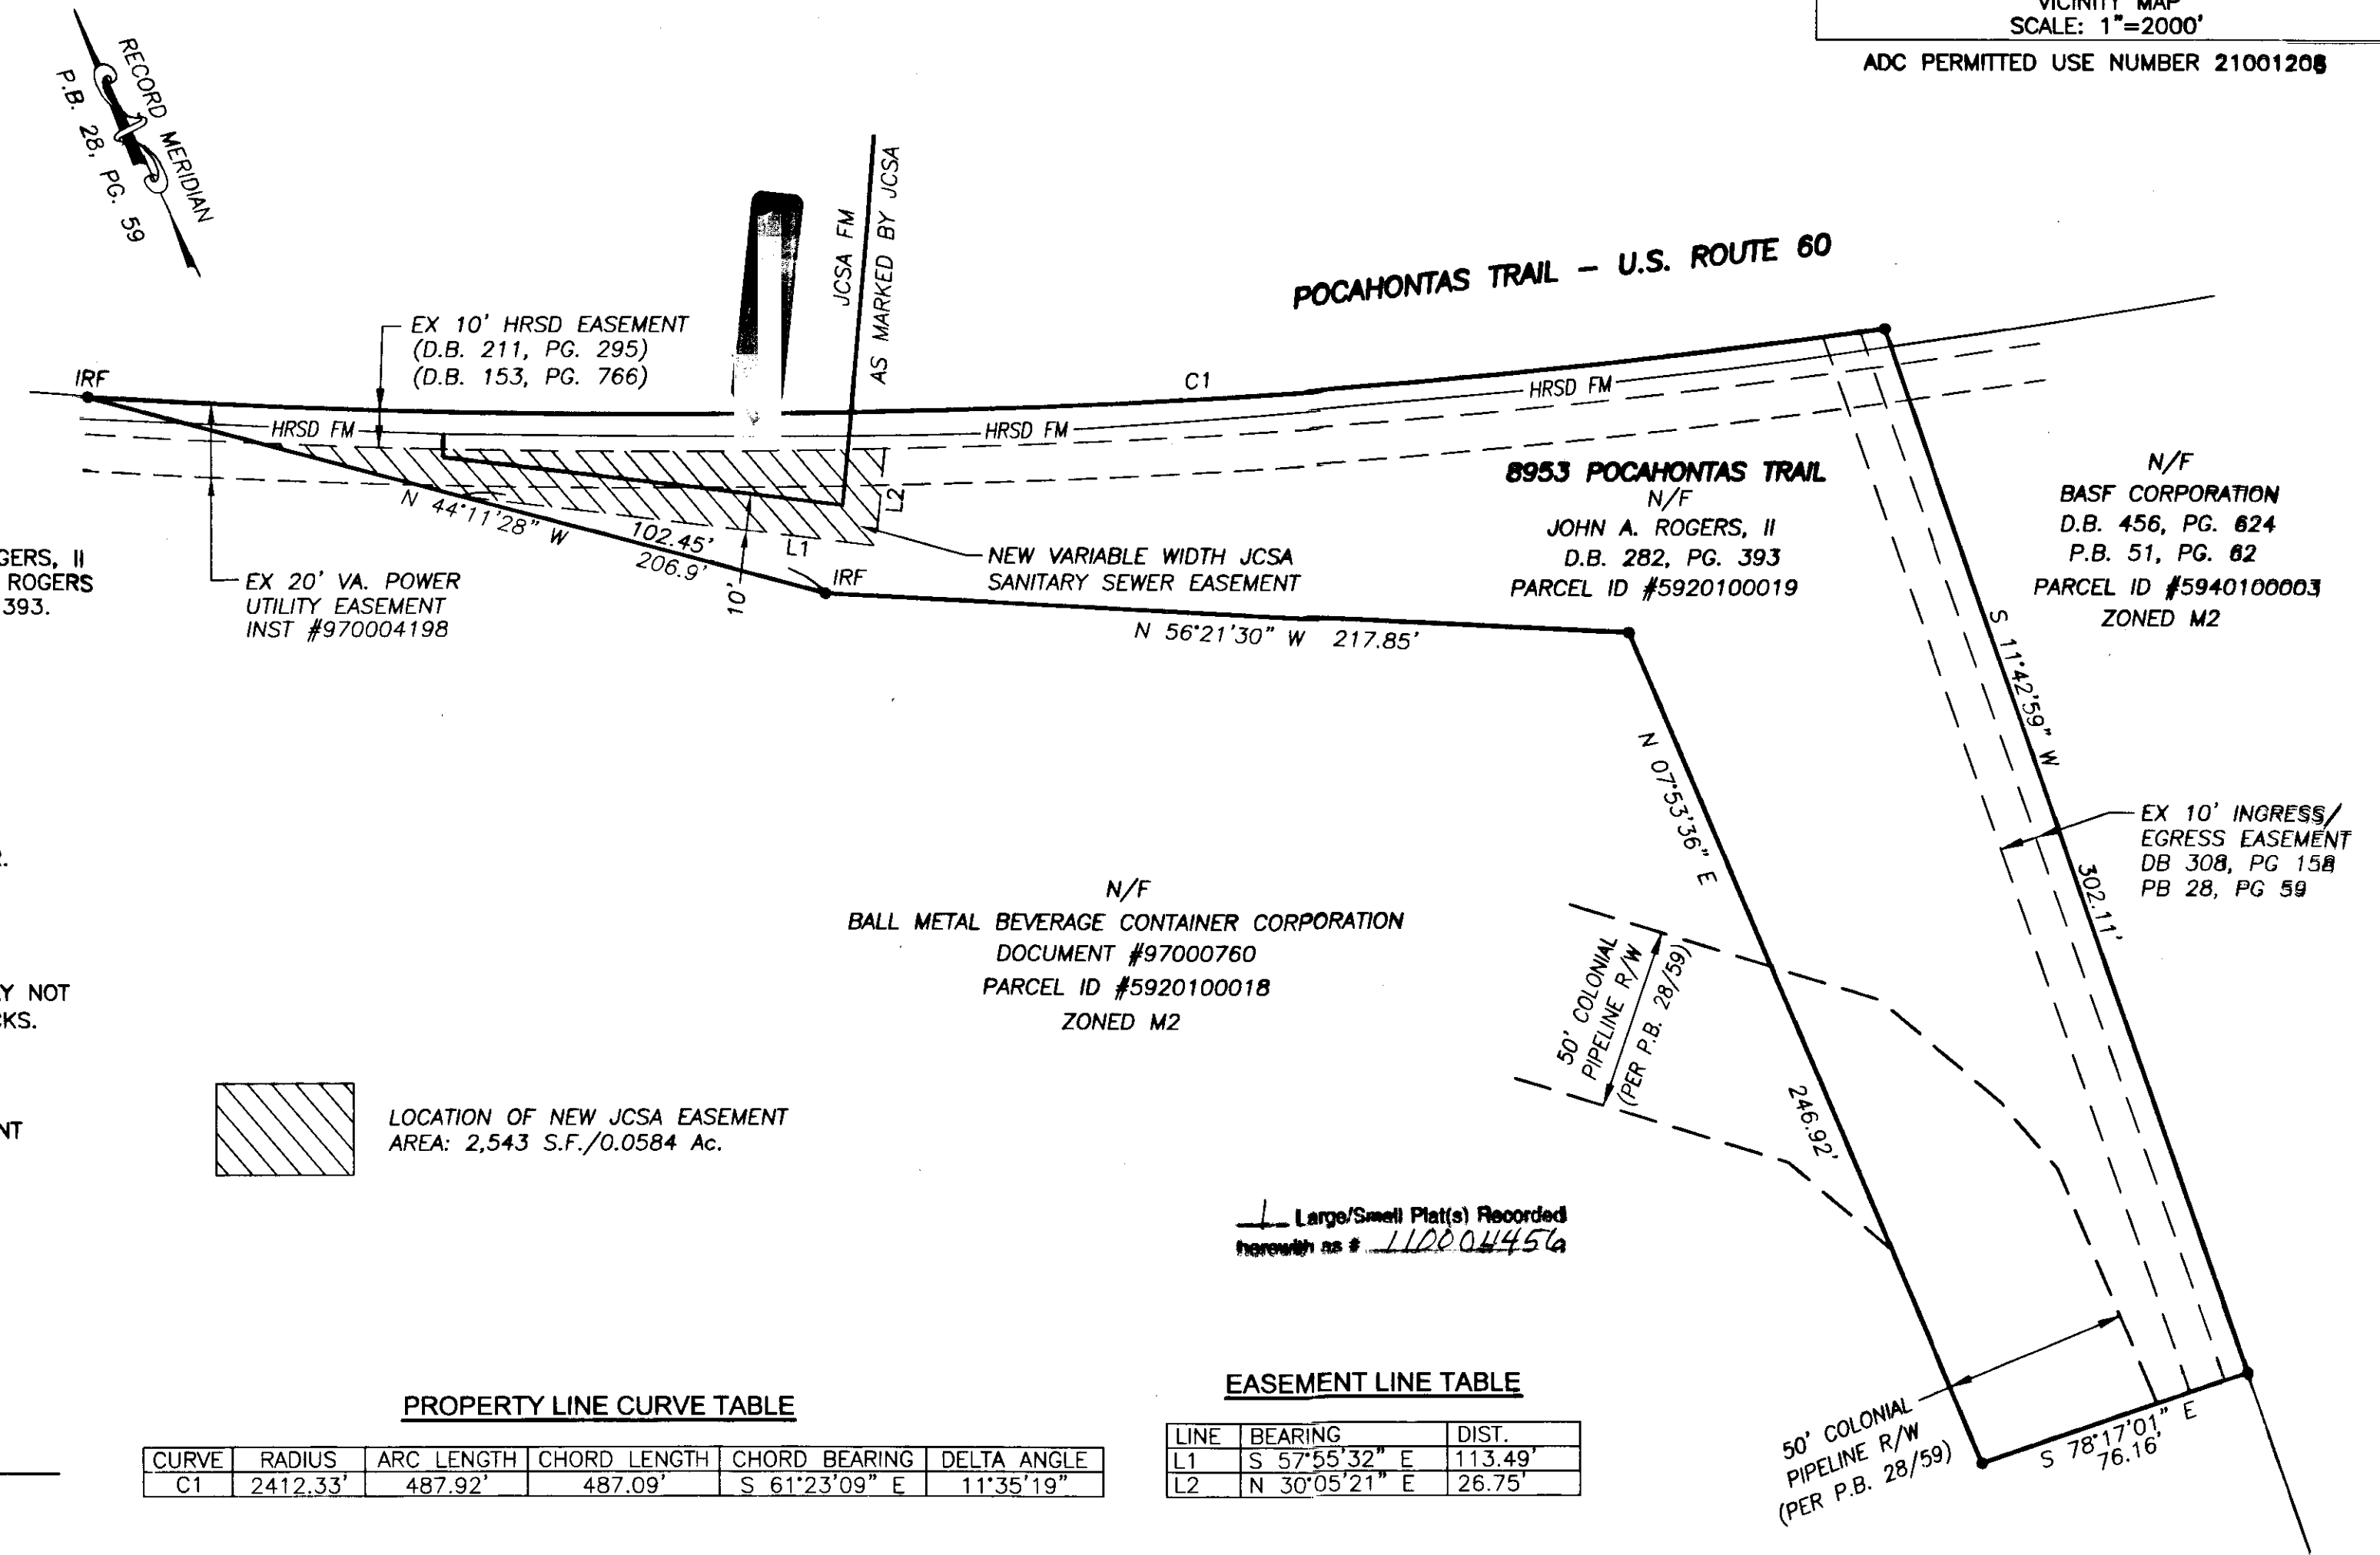 VICINITY MAP
SCALE: 1"=2000'
ADC PERMITTED USE NUMBER 21001208
RECORD MERIDIAN
P.B. 28, PG. 59
JCSA FM
AS MARKED BY JCSA
POCAHONTAS TRAIL – U.S. ROUTE 60
EX 10' HRSD EASEMENT
(D.B. 211, PG. 295)
(D.B. 153, PG. 766)
IRF
C1
HRSD FM
HRSD FM
HRSD FM
L2
N 44°11'28" W
102.45'
206.9'
L1
10'
IRF
NEW VARIABLE WIDTH JCSA
SANITARY SEWER EASEMENT
8953 POCAHONTAS TRAIL
N/F
JOHN A. ROGERS, II
D.B. 282, PG. 393
PARCEL ID #5920100019
N/F
BASF CORPORATION
D.B. 456, PG. 624
P.B. 51, PG. 62
PARCEL ID #5940100003
ZONED M2
GERS, II
ROGERS
393.
EX 20' VA. POWER
UTILITY EASEMENT
INST #970004198
N 56°21'30" W 217.85'
S 11°42'59" W
302.11'
N 07°53'36" E
246.92'
EX 10' INGRESS/
EGRESS EASEMENT
DB 308, PG 158
PB 28, PG 59
R.
N/F
BALL METAL BEVERAGE CONTAINER CORPORATION
DOCUMENT #97000760
PARCEL ID #5920100018
ZONED M2
50' COLONIAL
PIPELINE R/W
(PER P.B. 28/59)
Y NOT
CKS.
NT
LOCATION OF NEW JCSA EASEMENT
AREA: 2,543 S.F./0.0584 Ac.
1 Large/Small Plat(s) Recorded
herewith as # 110004456
PROPERTY LINE CURVE TABLE
CURVE RADIUS ARC LENGTH CHORD LENGTH CHORD BEARING DELTA ANGLE
C1 2412.33' 487.92' 487.09' S 61°23'09" E 11°35'19"
EASEMENT LINE TABLE
LINE BEARING DIST.
L1 S 57°55'32" E 113.49'
L2 N 30°05'21" E 26.75'
50' COLONIAL
PIPELINE R/W
(PER P.B. 28/59)
S 78°17'01" E
76.16'